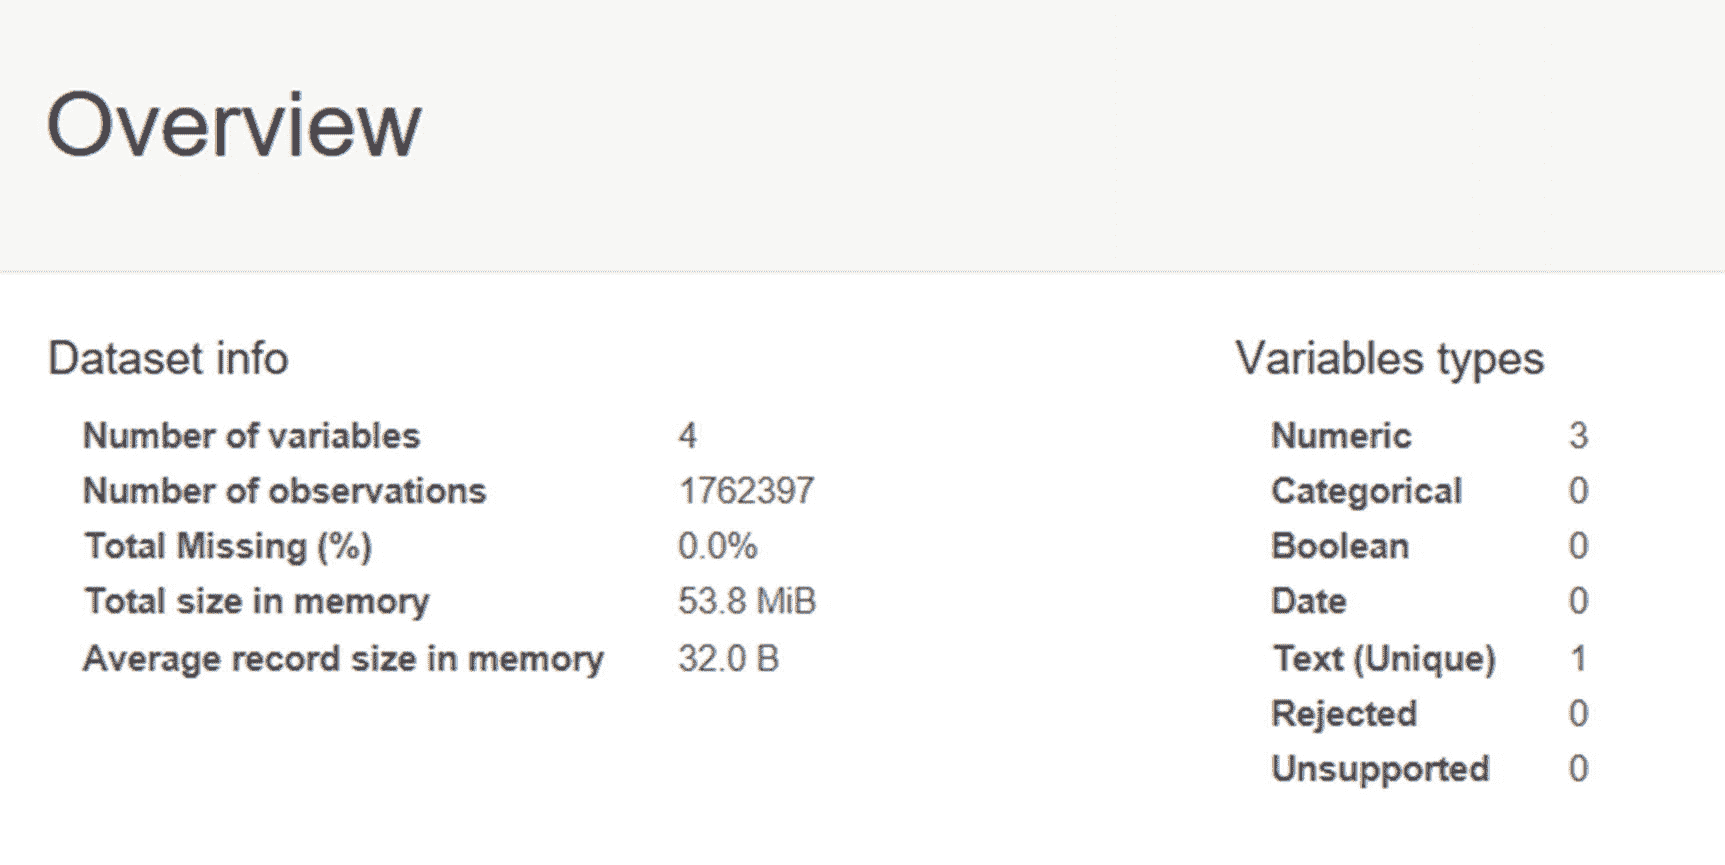 Overview
Dataset info
Number of variables 4
Number of observations 1762397
Total Missing (%) 0.0%
Total size in memory 53.8 MiB
Average record size in memory 32.0 B
Variables types
Numeric 3
Categorical 0
Boolean 0
Date 0
Text (Unique) 1
Rejected 0
Unsupported 0